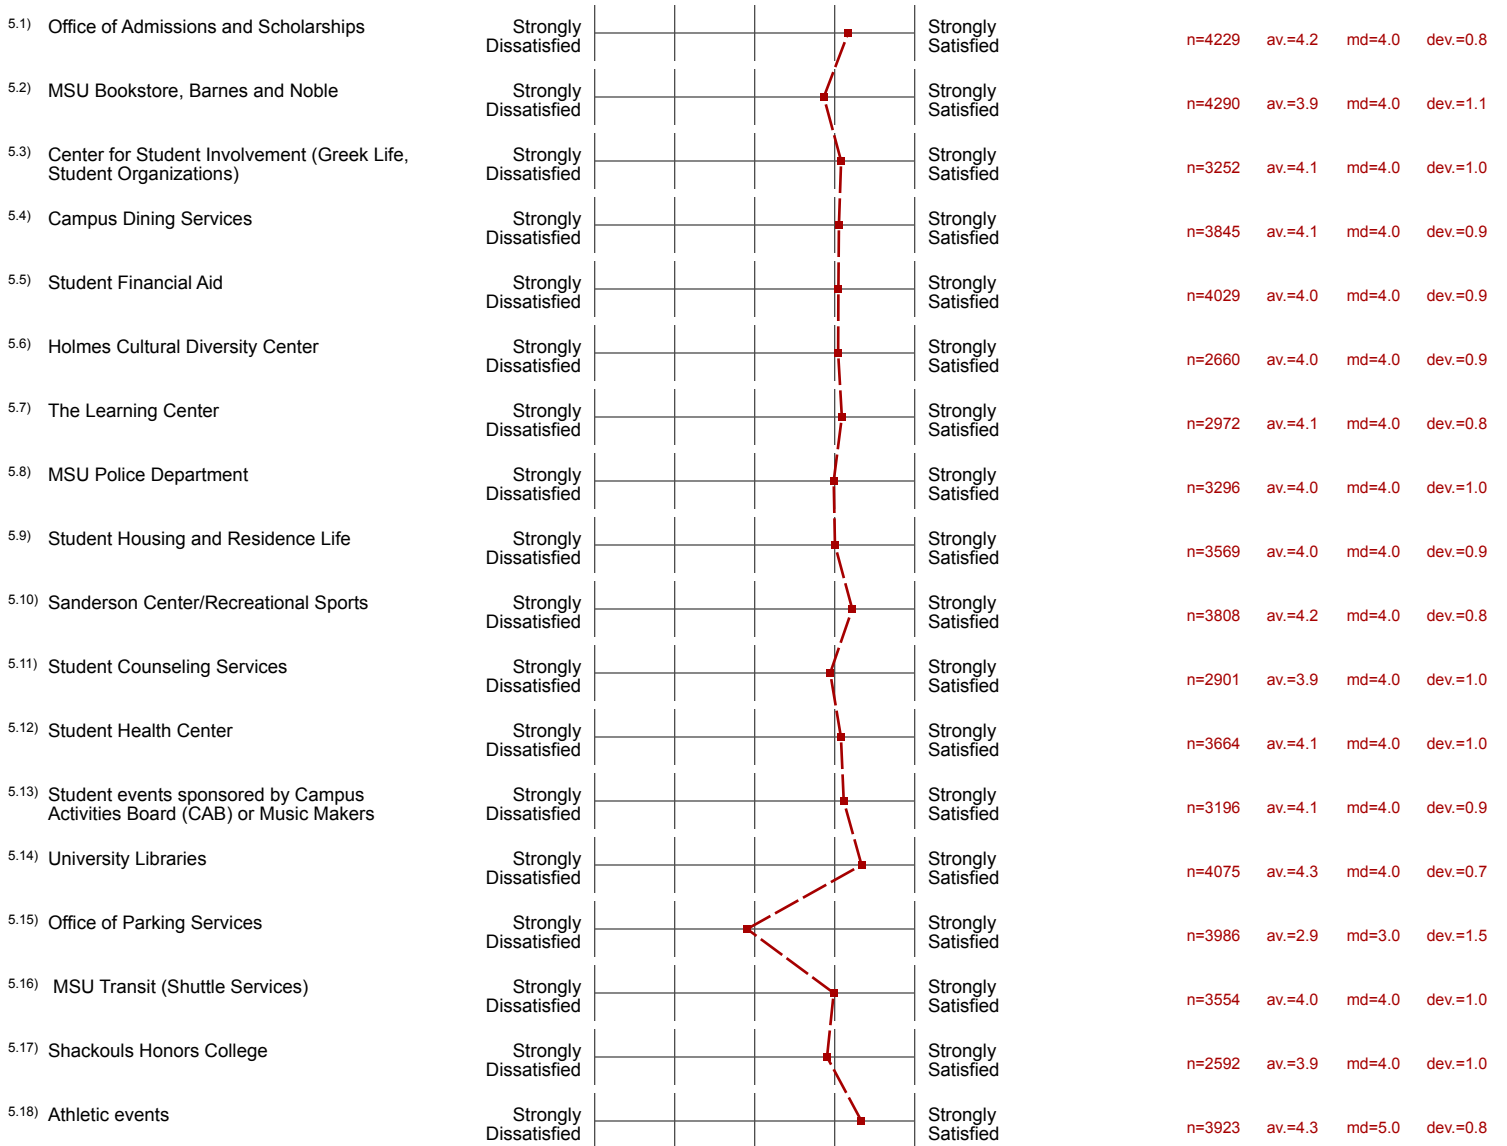 5.1) Office of Admissions and Scholarships Strongly Dissatisfied Strongly Satisfied n=4229 av.=4.2 md=4.0 dev.=0.8
5.2) MSU Bookstore, Barnes and Noble Strongly Dissatisfied Strongly Satisfied n=4290 av.=3.9 md=4.0 dev.=1.1
5.3) Center for Student Involvement (Greek Life, Student Organizations) Strongly Dissatisfied Strongly Satisfied n=3252 av.=4.1 md=4.0 dev.=1.0
5.4) Campus Dining Services Strongly Dissatisfied Strongly Satisfied n=3845 av.=4.1 md=4.0 dev.=0.9
5.5) Student Financial Aid Strongly Dissatisfied Strongly Satisfied n=4029 av.=4.0 md=4.0 dev.=0.9
5.6) Holmes Cultural Diversity Center Strongly Dissatisfied Strongly Satisfied n=2660 av.=4.0 md=4.0 dev.=0.9
5.7) The Learning Center Strongly Dissatisfied Strongly Satisfied n=2972 av.=4.1 md=4.0 dev.=0.8
5.8) MSU Police Department Strongly Dissatisfied Strongly Satisfied n=3296 av.=4.0 md=4.0 dev.=1.0
5.9) Student Housing and Residence Life Strongly Dissatisfied Strongly Satisfied n=3569 av.=4.0 md=4.0 dev.=0.9
5.10) Sanderson Center/Recreational Sports Strongly Dissatisfied Strongly Satisfied n=3808 av.=4.2 md=4.0 dev.=0.8
5.11) Student Counseling Services Strongly Dissatisfied Strongly Satisfied n=2901 av.=3.9 md=4.0 dev.=1.0
5.12) Student Health Center Strongly Dissatisfied Strongly Satisfied n=3664 av.=4.1 md=4.0 dev.=1.0
5.13) Student events sponsored by Campus Activities Board (CAB) or Music Makers Strongly Dissatisfied Strongly Satisfied n=3196 av.=4.1 md=4.0 dev.=0.9
5.14) University Libraries Strongly Dissatisfied Strongly Satisfied n=4075 av.=4.3 md=4.0 dev.=0.7
5.15) Office of Parking Services Strongly Dissatisfied Strongly Satisfied n=3986 av.=2.9 md=3.0 dev.=1.5
5.16) MSU Transit (Shuttle Services) Strongly Dissatisfied Strongly Satisfied n=3554 av.=4.0 md=4.0 dev.=1.0
5.17) Shackouls Honors College Strongly Dissatisfied Strongly Satisfied n=2592 av.=3.9 md=4.0 dev.=1.0
5.18) Athletic events Strongly Dissatisfied Strongly Satisfied n=3923 av.=4.3 md=5.0 dev.=0.8